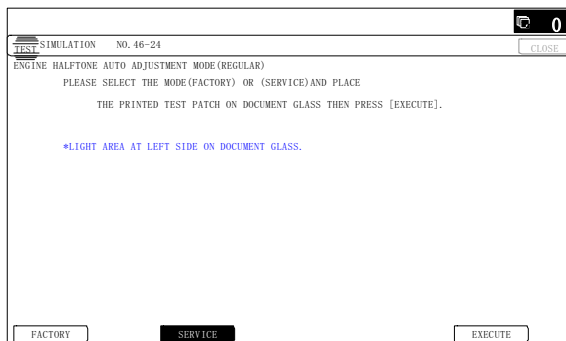 0
TEST SIMULATION NO.46-24 CLOSE
ENGINE HALFTONE AUTO ADJUSTMENT MODE(REGULAR)
PLEASE SELECT THE MODE(FACTORY) OR (SERVICE)AND PLACE
THE PRINTED TEST PATCH ON DOCUMENT GLASS THEN PRESS [EXECUTE].
*LIGHT AREA AT LEFT SIDE ON DOCUMENT GLASS.
FACTORY SERVICE EXECUTE